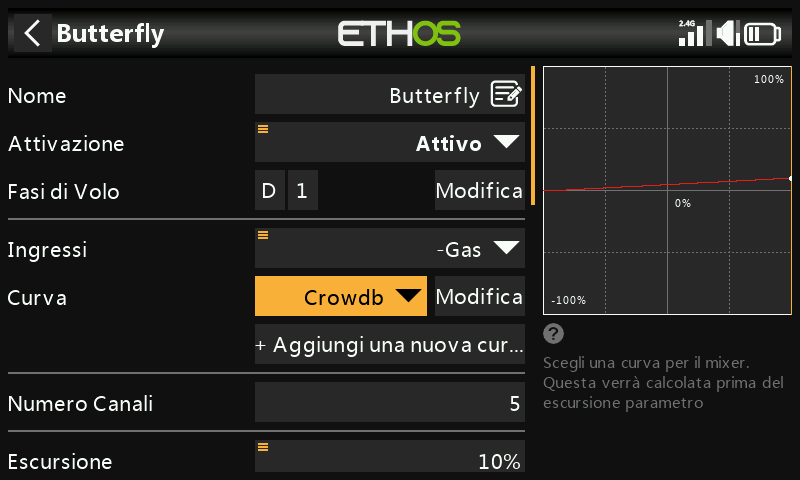 Butterfly
ETHOS
2.4G
Nome
Butterfly
Attivazione
Attivo
Fasi di Volo
D
1
Modifica
Ingressi
-Gas
Curva
Crowdb
Modifica
+ Aggiungi una nuova cur...
Numero Canali
5
Escursione
10%
100%
0%
-100%
?
Scegli una curva per il mixer.
Questa verrà calcolata prima del
escursione parametro